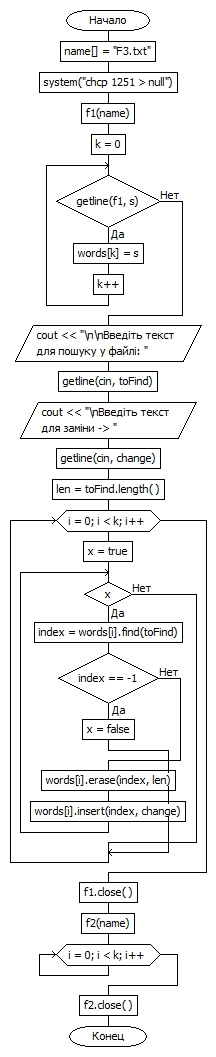 Начало
name[] = "F3.txt"
system("chcp 1251 > null")
f1(name)
k = 0
getline(f1, s)
Нет
Да
words[k] = s
k++
cout << "\n\nВведіть текст
для пошуку у файлі: "
getline(cin, toFind)
cout << "\nВведіть текст
для заміни -> "
getline(cin, change)
len = toFind.length()
i = 0; i < k; i++
x = true
x
Нет
Да
index = words[i].find(toFind)
index == -1
Нет
Да
x = false
words[i].erase(index, len)
words[i].insert(index, change)
f1.close()
f2(name)
i = 0; i < k; i++
f2.close()
Конец